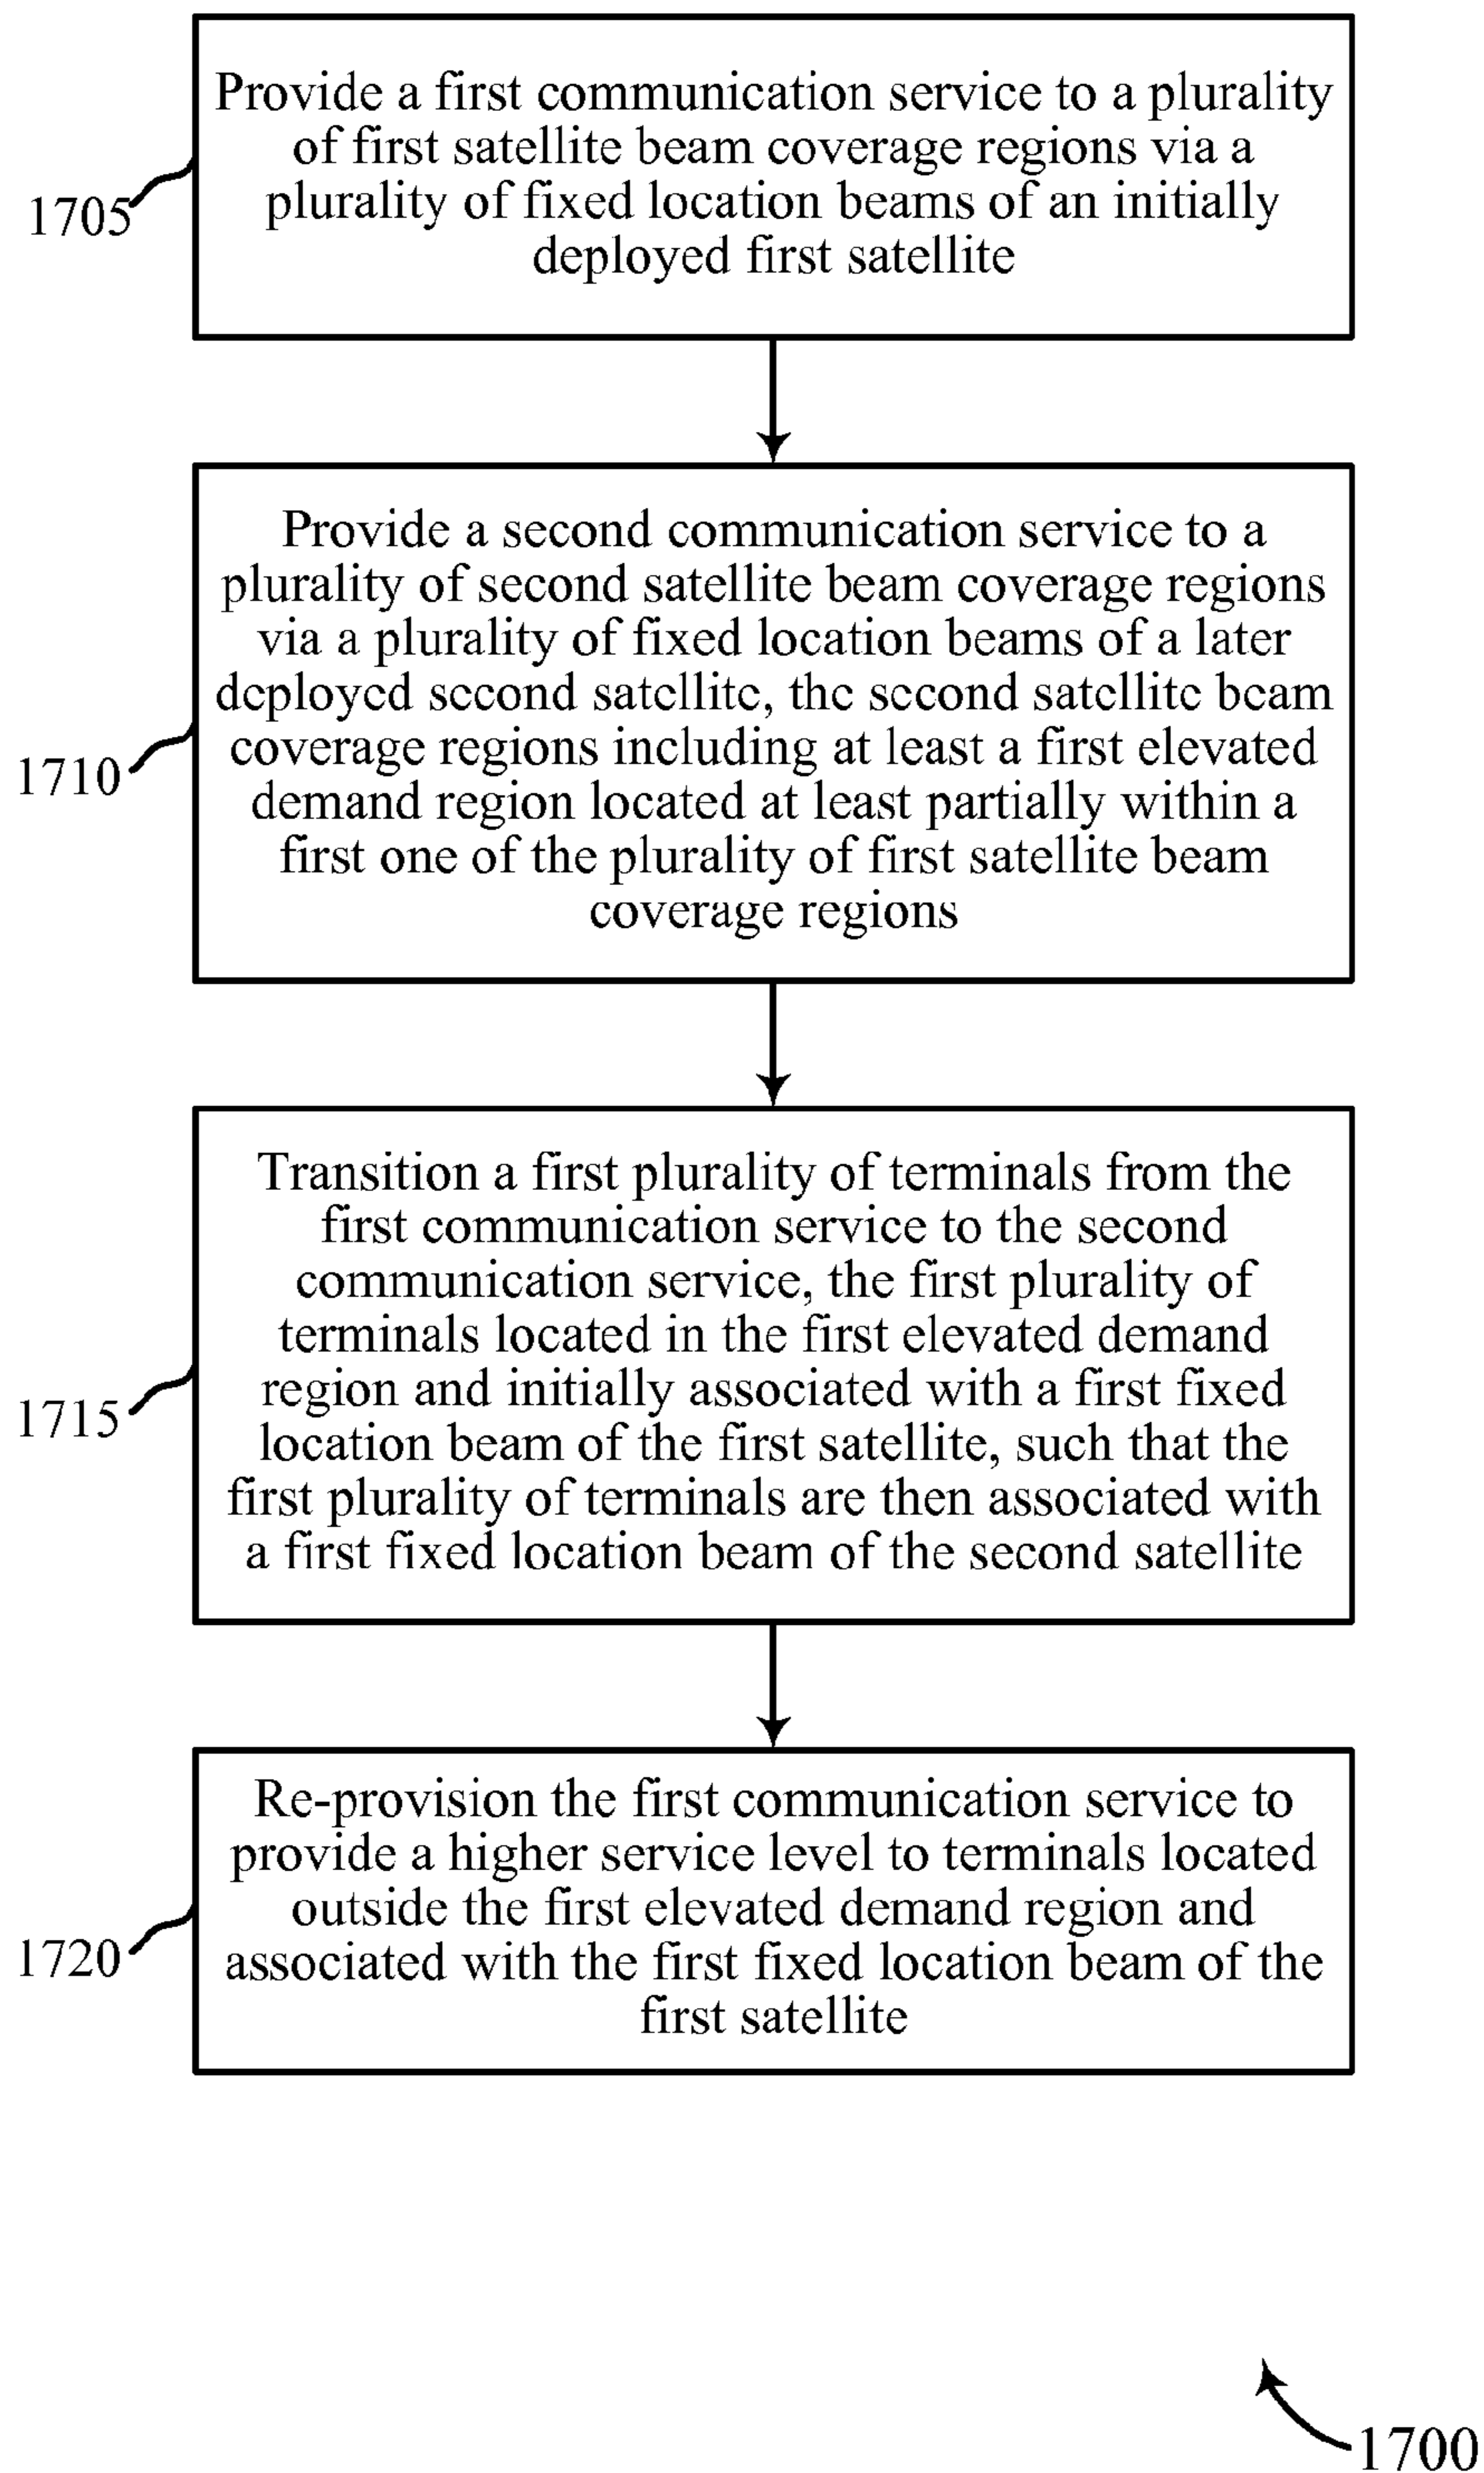 Provide a first communication service to a plurality
of first satellite beam coverage regions via a
plurality of fixed location beams of an initially
deployed first satellite
1705
Provide a second communication service to a
plurality of second satellite beam coverage regions
via a plurality of fixed location beams of a later
deployed second satellite, the second satellite beam
coverage regions including at least a first elevated
demand region located at least partially within a
first one of the plurality of first satellite beam
coverage regions
1710
Transition a first plurality of terminals from the
first communication service to the second
communication service, the first plurality of
terminals located in the first elevated demand
region and initially associated with a first fixed
location beam of the first satellite, such that the
first plurality of terminals are then associated with
a first fixed location beam of the second satellite
1715
Re-provision the first communication service to
provide a higher service level to terminals located
outside the first elevated demand region and
associated with the first fixed location beam of the
first satellite
1720
1700